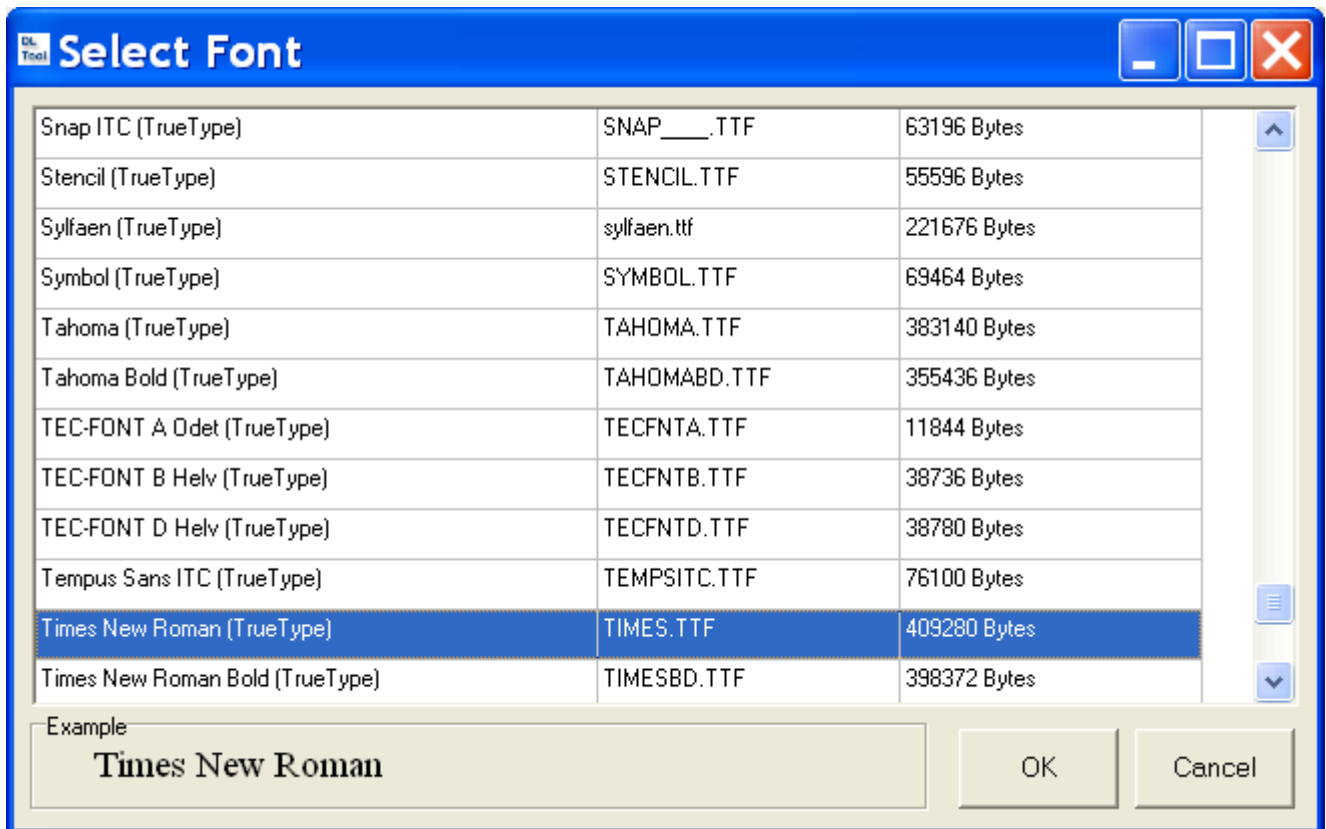 DL Tool Select Font
Snap ITC (TrueType) SNAP____.TTF 63196 Bytes
Stencil (TrueType) STENCIL.TTF 55596 Bytes
Sylfaen (TrueType) sylfaen.ttf 221676 Bytes
Symbol (TrueType) SYMBOL.TTF 69464 Bytes
Tahoma (TrueType) TAHOMA.TTF 383140 Bytes
Tahoma Bold (TrueType) TAHOMABD.TTF 355436 Bytes
TEC-FONT A Odet (TrueType) TECFNTA.TTF 11844 Bytes
TEC-FONT B Helv (TrueType) TECFNTB.TTF 38736 Bytes
TEC-FONT D Helv (TrueType) TECFNTD.TTF 38780 Bytes
Tempus Sans ITC (TrueType) TEMPSITC.TTF 76100 Bytes
Times New Roman (TrueType) TIMES.TTF 409280 Bytes
Times New Roman Bold (TrueType) TIMESBD.TTF 398372 Bytes
Example
Times New Roman OK Cancel